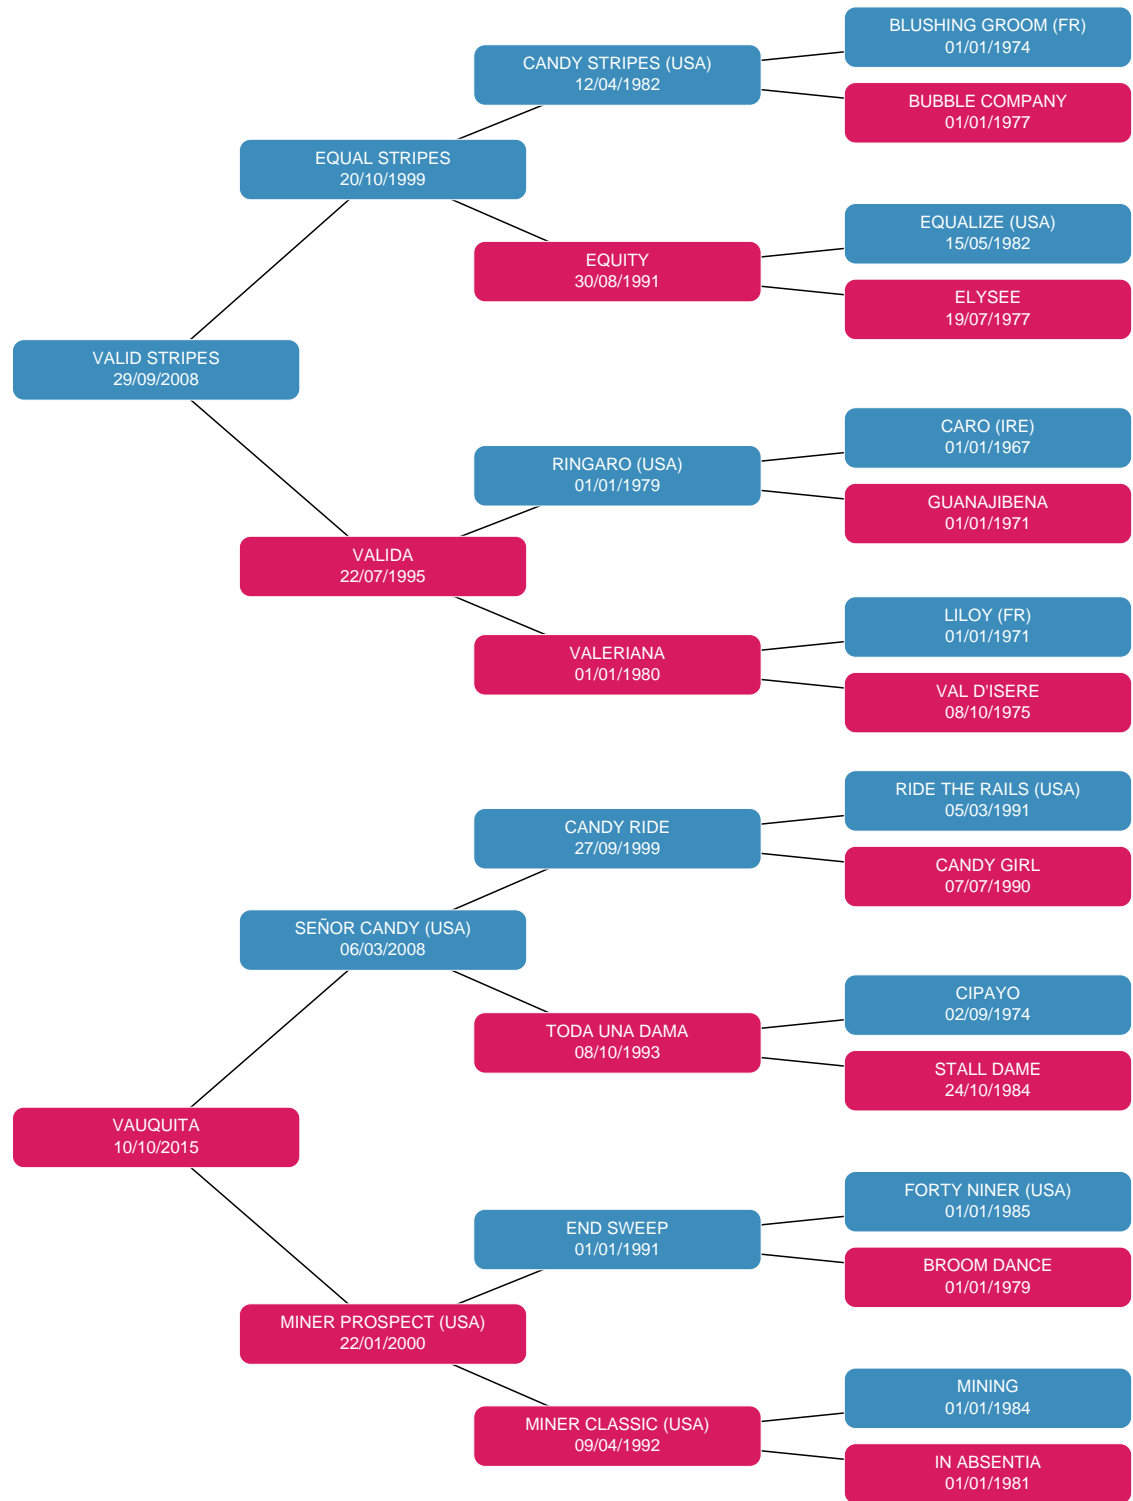 BLUSHING GROOM (FR)
01/01/1974
CANDY STRIPES (USA)
12/04/1982
BUBBLE COMPANY
01/01/1977
EQUAL STRIPES
20/10/1999
EQUALIZE (USA)
15/05/1982
EQUITY
30/08/1991
ELYSEE
19/07/1977
VALID STRIPES
29/09/2008
CARO (IRE)
01/01/1967
RINGARO (USA)
01/01/1979
GUANAJIBENA
01/01/1971
VALIDA
22/07/1995
LILOY (FR)
01/01/1971
VALERIANA
01/01/1980
VAL D'ISERE
08/10/1975
RIDE THE RAILS (USA)
05/03/1991
CANDY RIDE
27/09/1999
CANDY GIRL
07/07/1990
SEÑOR CANDY (USA)
06/03/2008
CIPAYO
02/09/1974
TODA UNA DAMA
08/10/1993
STALL DAME
24/10/1984
VAUQUITA
10/10/2015
FORTY NINER (USA)
01/01/1985
END SWEEP
01/01/1991
BROOM DANCE
01/01/1979
MINER PROSPECT (USA)
22/01/2000
MINING
01/01/1984
MINER CLASSIC (USA)
09/04/1992
IN ABSENTIA
01/01/1981